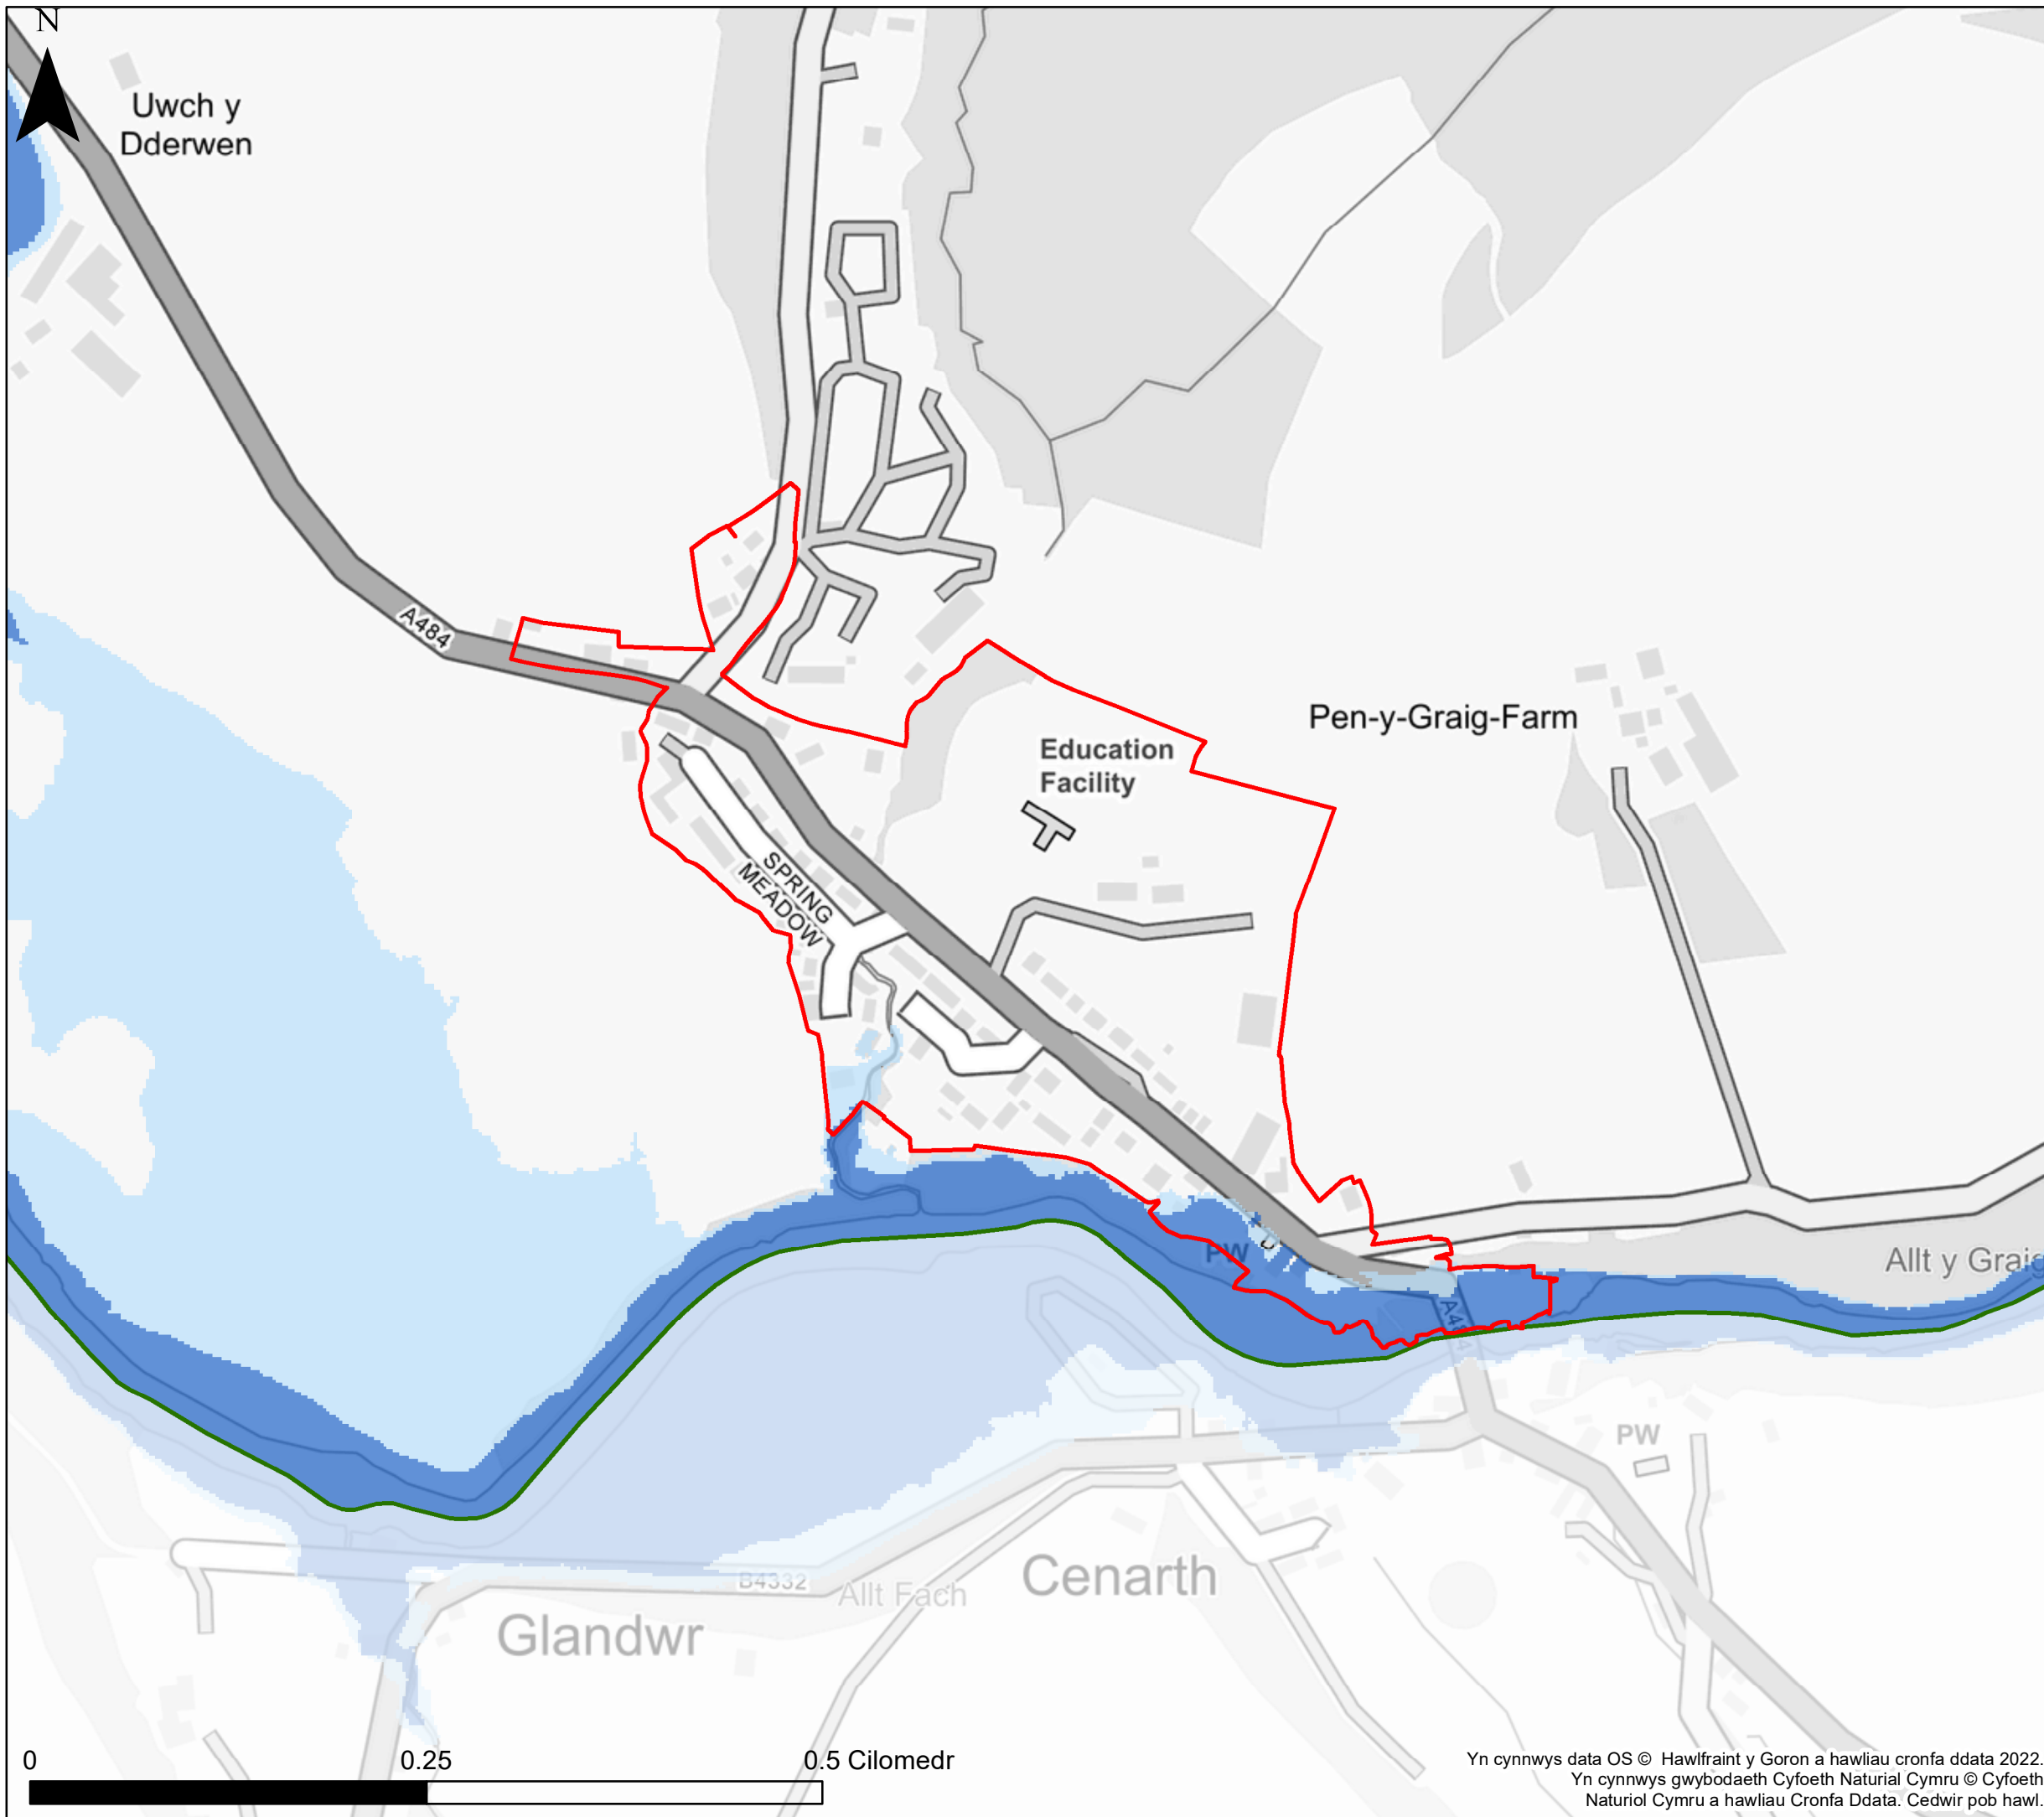 N
Uwch y
Dderwen
A484
Pen-y-Graig-Farm
Education
Facility
SPRING
MEADOW
PW
Allt y Graig
A484
PW
Cenarth
B4332
Allt Fach
Glandwr
0
0.25
0.5 Cilomedr
Yn cynnwys data OS © Hawlfraint y Goron a hawliau cronfa ddata 2022.
Yn cynnwys gwybodaeth Cyfoeth Naturial Cymru © Cyfoeth
Naturiol Cymru a hawliau Cronfa Ddata. Cedwir pob hawl.